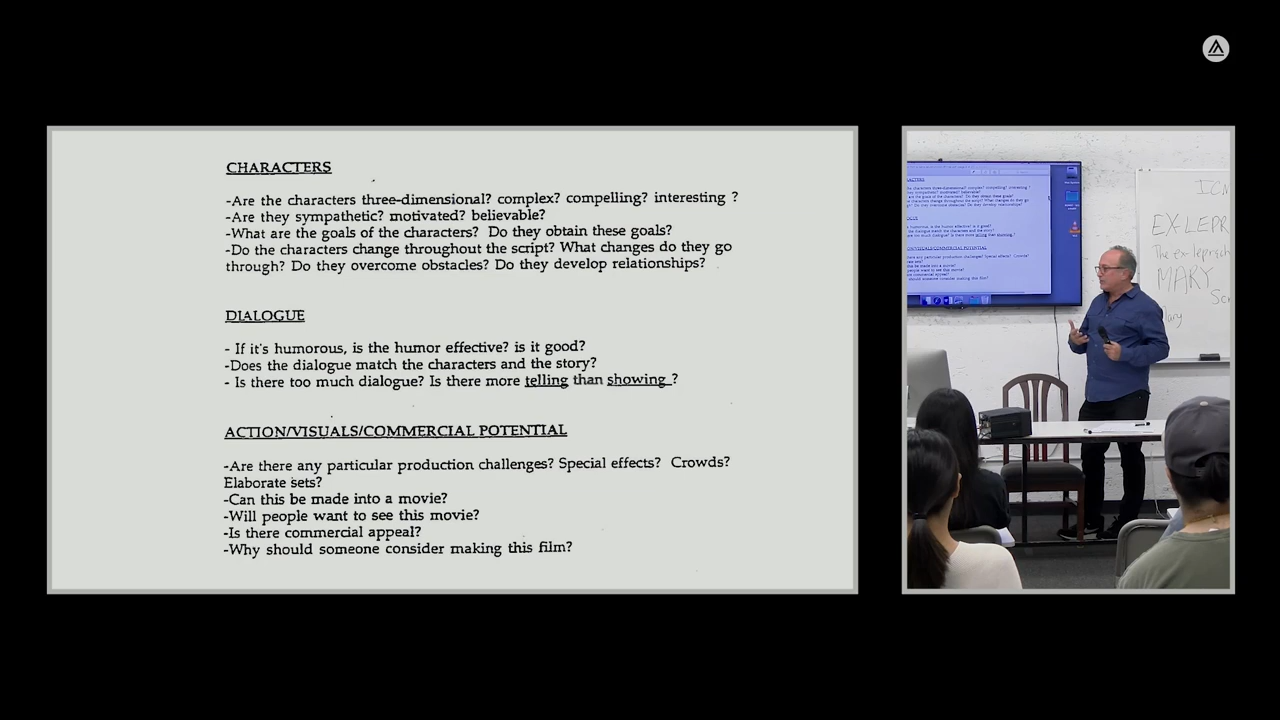 CHARACTERS
-Are the characters three-dimensional? complex? compelling? interesting ?
-Are they sympathetic? motivated? believable?
-What are the goals of the characters? Do they obtain these goals?
-Do the characters change throughout the script? What changes do they go
through? Do they overcome obstacles? Do they develop relationships?
DIALOGUE
- If it's humorous, is the humor effective? is it good?
-Does the dialogue match the characters and the story?
- Is there too much dialogue? Is there more telling than showing ?
ACTION/VISUALS/COMMERCIAL POTENTIAL
-Are there any particular production challenges? Special effects? Crowds?
Elaborate sets?
-Can this be made into a movie?
-Will people want to see this movie?
-Is there commercial appeal?
-Why should someone consider making this film?
EX-LEPR
MARY